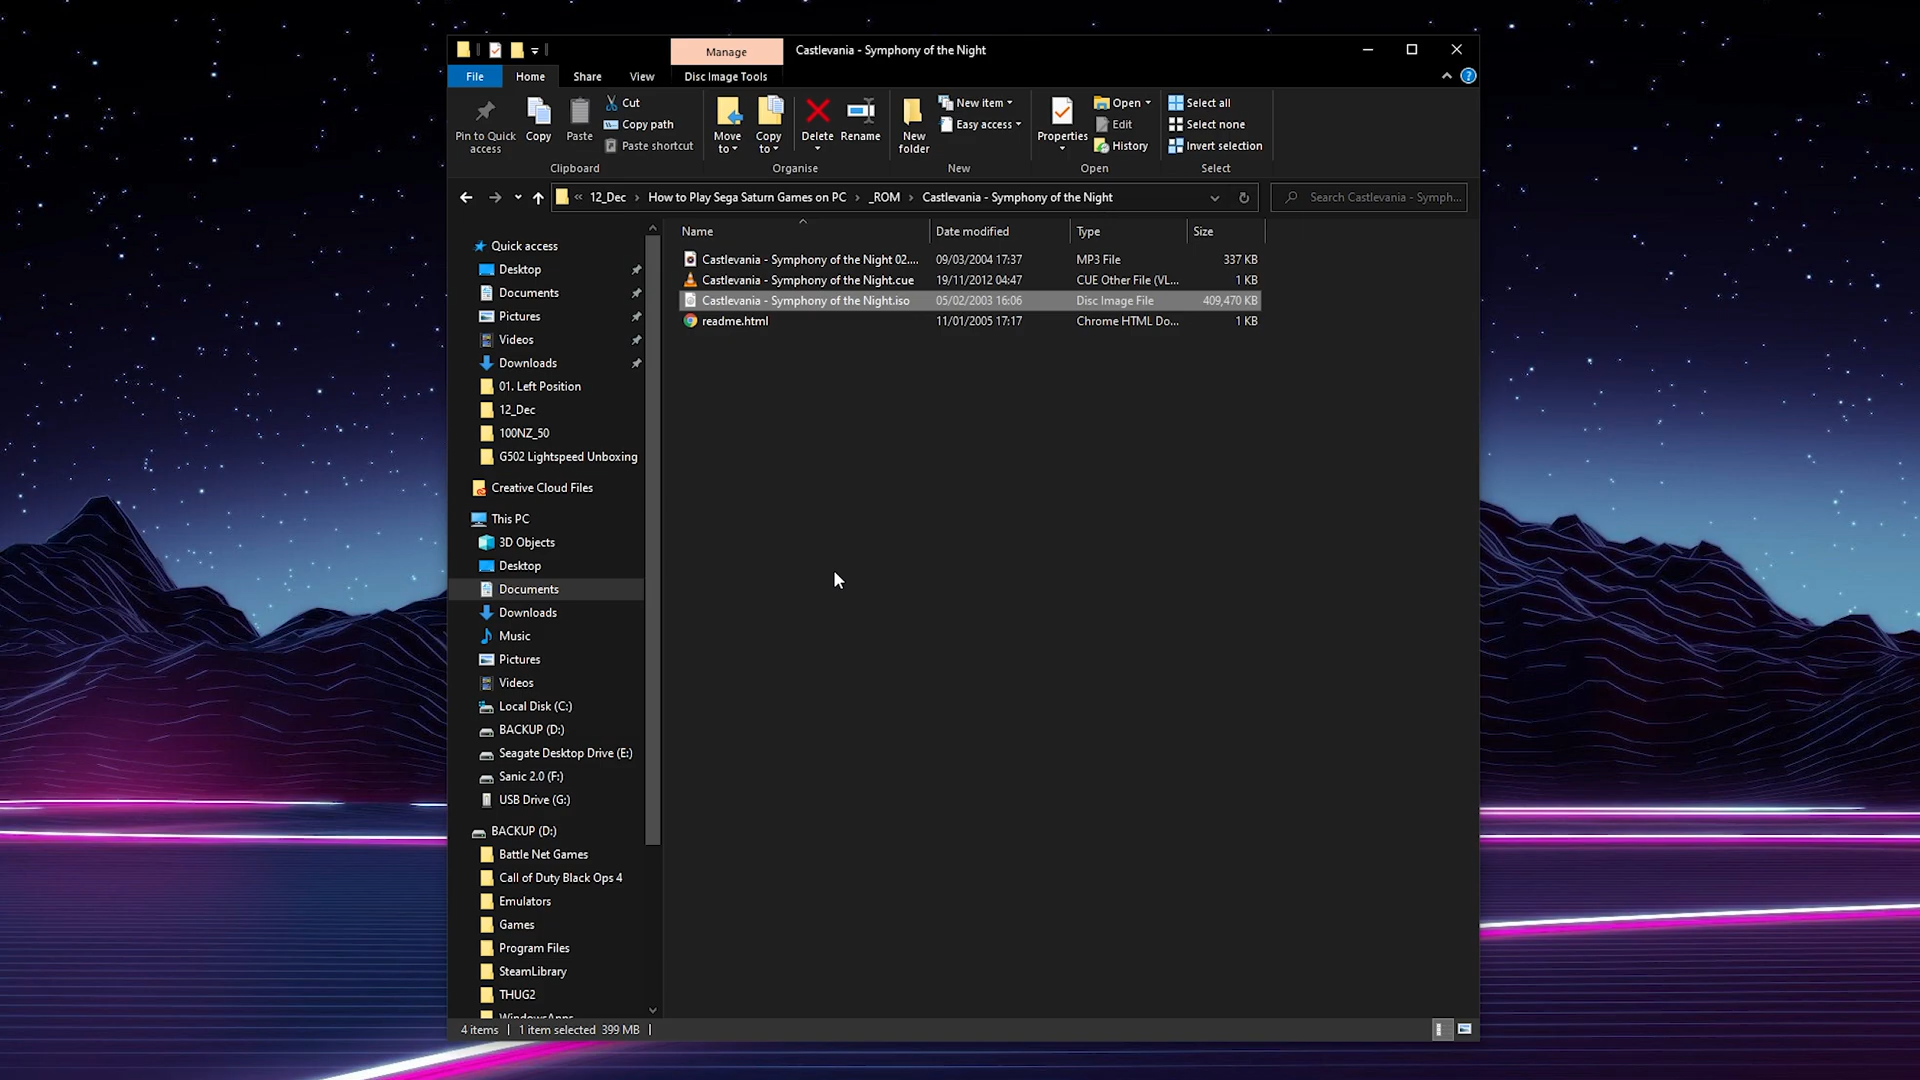 Manage
Castlevania - Symphony of the Night
File
Home
Share
View
Disc Image Tools
Pin to Quick access
Copy
Paste
Cut
Copy path
Paste shortcut
Clipboard
Move to
Copy to
Delete
Rename
Organise
New folder
New item
Easy access
New
Properties
Open
Edit
History
Open
Select all
Select none
Invert selection
Select
« 12_Dec › How to Play Sega Saturn Games on PC › _ROM › Castlevania - Symphony of the Night
Search Castlevania - Symph...
Name
Date modified
Type
Size
Castlevania - Symphony of the Night 02.... 09/03/2004 17:37 MP3 File 337 KB
Castlevania - Symphony of the Night.cue 19/11/2012 04:47 CUE Other File (VL... 1 KB
Castlevania - Symphony of the Night.iso 05/02/2003 16:06 Disc Image File 409,470 KB
readme.html 11/01/2005 17:17 Chrome HTML Do... 1 KB
Quick access
Desktop
Documents
Pictures
Videos
Downloads
01. Left Position
12_Dec
100NZ_50
G502 Lightspeed Unboxing
Creative Cloud Files
This PC
3D Objects
Desktop
Documents
Downloads
Music
Pictures
Videos
Local Disk (C:)
BACKUP (D:)
Seagate Desktop Drive (E:)
Sanic 2.0 (F:)
USB Drive (G:)
BACKUP (D:)
Battle Net Games
Call of Duty Black Ops 4
Emulators
Games
Program Files
SteamLibrary
THUG2
WindowsApps
4 items
1 item selected 399 MB